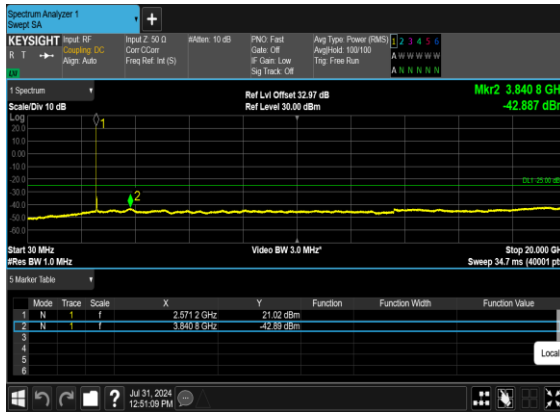 Spectrum Analyzer 1
Swept SA
+
KEYSIGHT
R T
Input: RF
Coupling: DC
Align: Auto
Input Z: 50 Ω
Corr CCorr
Freq Ref: Int (S)
#Atten: 10 dB
PNO: Fast
Gate: Off
IF Gain: Low
Sig Track: Off
Avg Type: Power (RMS)
Avg|Hold: 100/100
Trig: Free Run
1 2 3 4 5 6
A W W W W W
A N N N N N
1 Spectrum
Scale/Div 10 dB
Ref Lvl Offset 32.97 dB
Ref Level 30.00 dBm
Mkr2 3.840 8 GH
-42.887 dBm
Log
20.0
10.0
0.00
-10.0
-20.0
-30.0
-40.0
-50.0
-60.0
1
2
DL1 -25.00 dB
Start 30 MHz
#Res BW 1.0 MHz
Video BW 3.0 MHz*
Stop 20.000 GH
Sweep 34.7 ms (40001 pt
5 Marker Table
Mode Trace Scale X Y Function Function Width Function Value
1 N 1 f 2.571 2 GHz 21.02 dBm
2 N 1 f 3.840 8 GHz -42.89 dBm
3
4
5
6
Local
?
Jul 31, 2024
12:51:09 PM